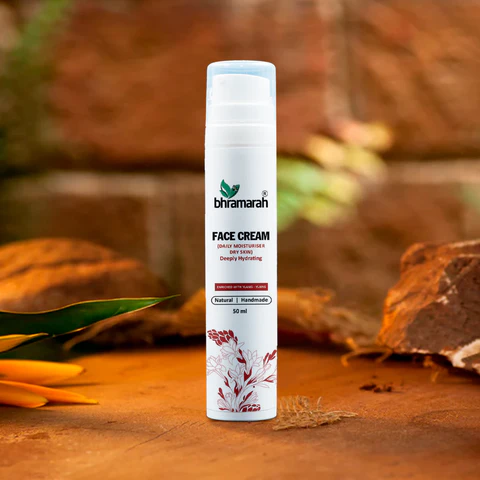 bhramarah®
FACE CREAM
(DAILY MOISTURISER
DRY SKIN)
Deeply Hydrating
Natural | Handmade
50 ml